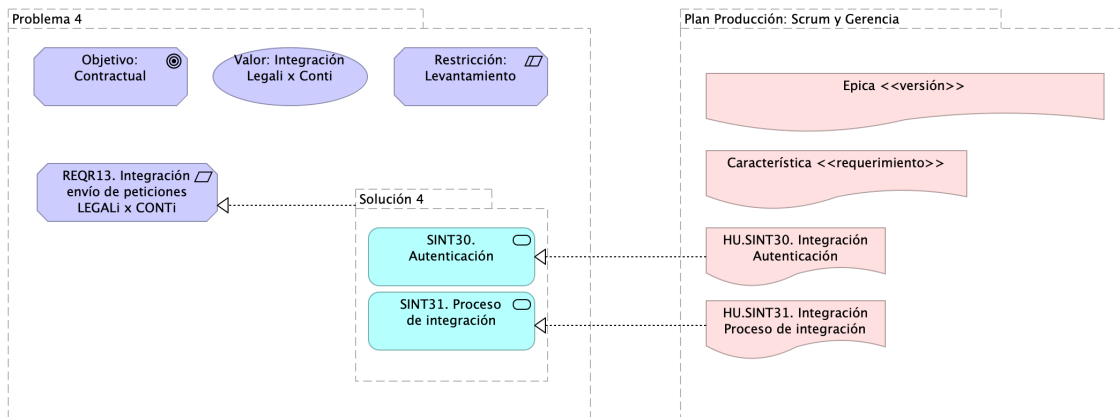 Problema 4
Objetivo:
Contractual
Valor: Integración
Legali x Conti
Restricción:
Levantamiento
REQR13. Integración
envío de peticiones
LEGALi x CONTi
Solución 4
SINT30.
Autenticación
SINT31. Proceso
de integración
Plan Producción: Scrum y Gerencia
Epica <<versión>>
Característica <<requerimiento>>
HU.SINT30. Integración
Autenticación
HU.SINT31. Integración
Proceso de integración